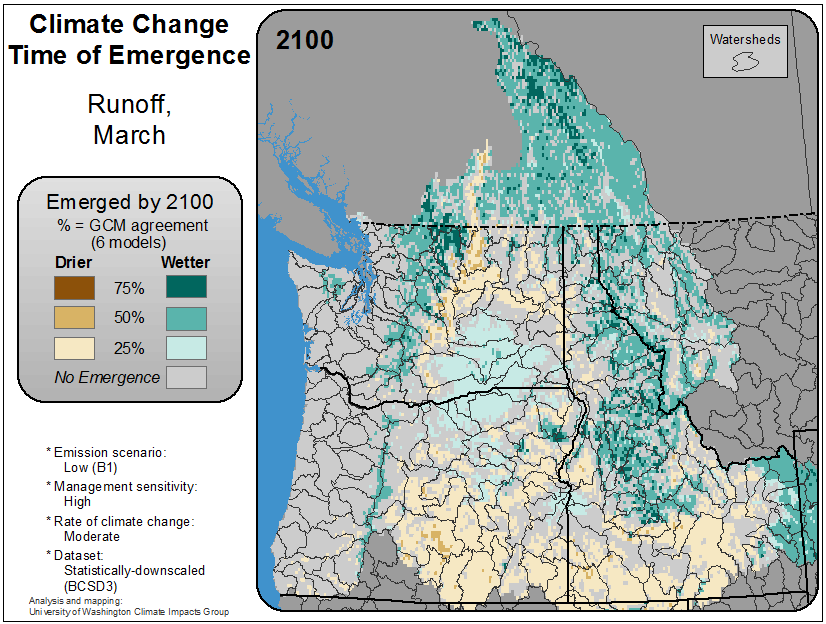 Climate Change
Time of Emergence
Runoff,
March
Emerged by 2100
% = GCM agreement
(6 models)
Drier Wetter
75%
50%
25%
No Emergence
* Emission scenario:
Low (B1)
* Management sensitivity:
High
* Rate of climate change:
Moderate
* Dataset:
Statistically-downscaled
(BCSD3)
Analysis and mapping:
University of Washington Climate Impacts Group
2100
Watersheds